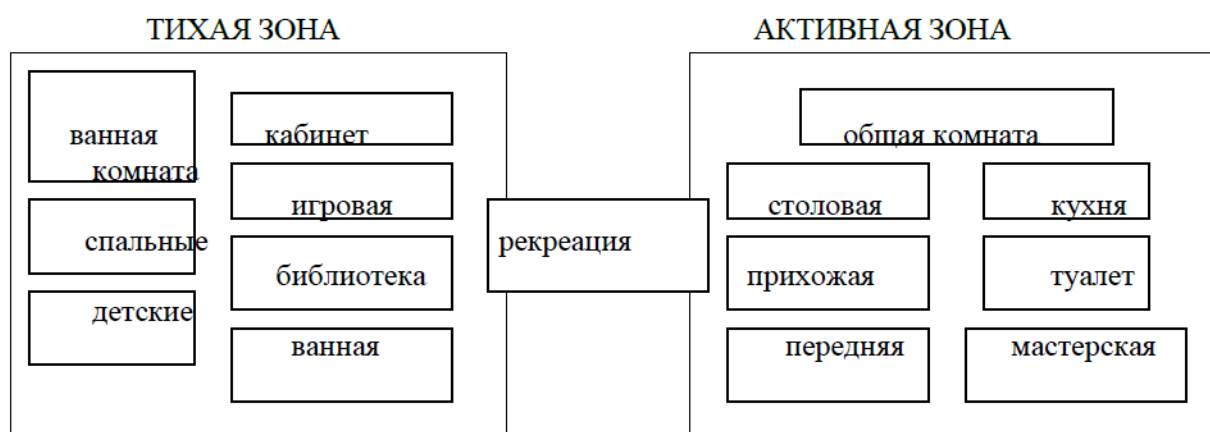 ТИХАЯ ЗОНА
АКТИВНАЯ ЗОНА
ванная
комната
спальные
детские
кабинет
игровая
библиотека
ванная
рекреация
общая комната
столовая
кухня
прихожая
туалет
передняя
мастерская